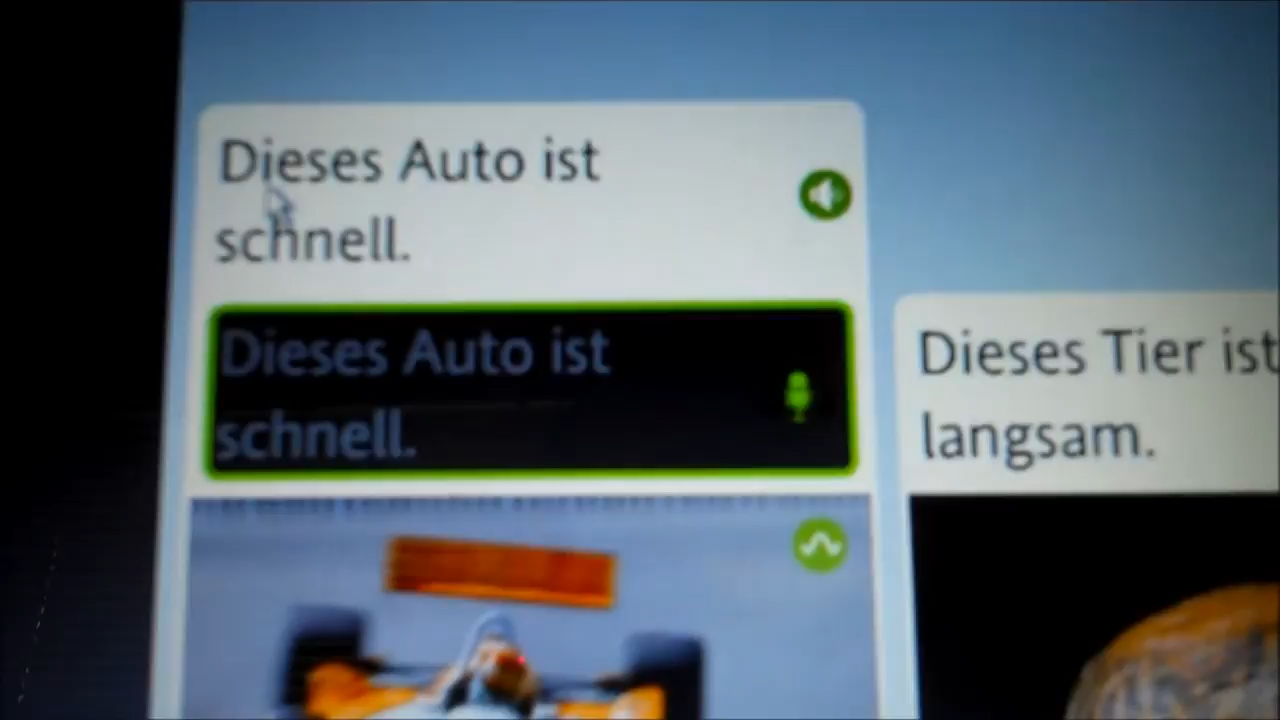 Dieses Auto ist
schnell.
Dieses Auto ist
schnell.
Dieses Tier ist
langsam.